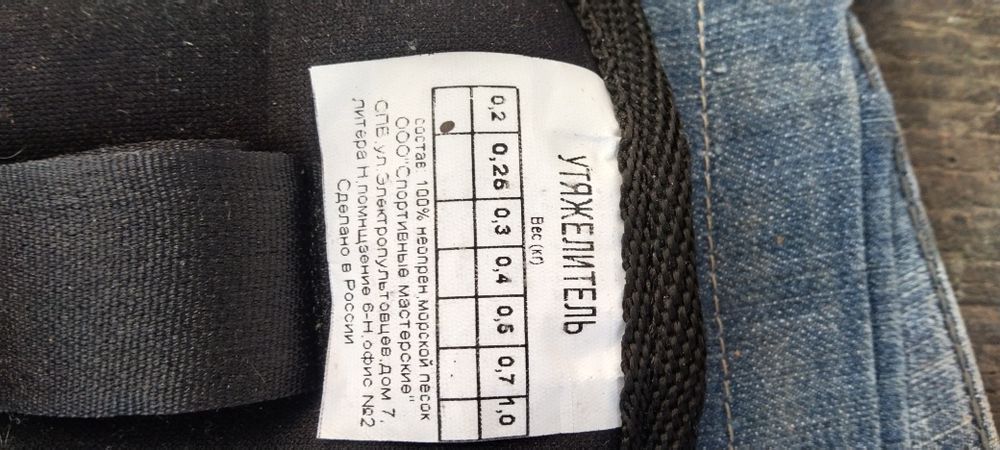 УТЯЖЕЛИТЕЛЬ
Вес (кг)
0,2 0,26 0,3 0,4 0,5 0,7 1,0
состав: 100% неопрен,морской песок
ООО"Спортивные мастерские"
СПБ,ул.Электропультовцев,дом 7,
литера Н,помнщзение 6-Н,офис №2
Сделано в России